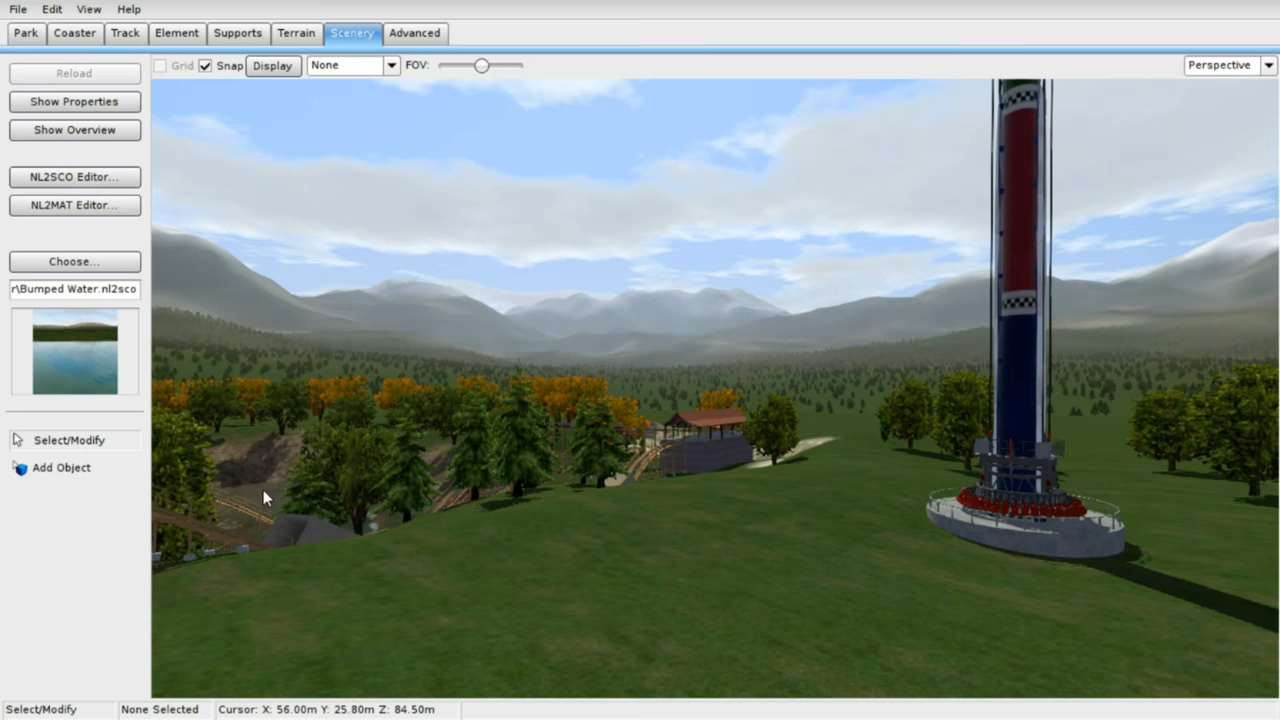 File Edit View Help
Park Coaster Track Element Supports Terrain Scenery Advanced
Reload
Grid Snap Display None FOV: Perspective
Show Properties
Show Overview
NL2SCO Editor...
NL2MAT Editor...
Choose...
r\Bumped Water.nl2sco
Select/Modify
Add Object
Select/Modify None Selected Cursor: X: 56.00m Y: 25.80m Z: 84.50m